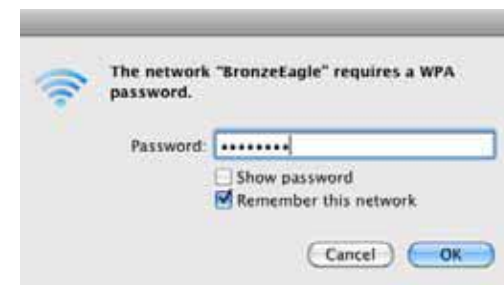 The network "BronzeEagle" requires a WPA
password.
Password: ••••••••
Show password
Remember this network
Cancel OK